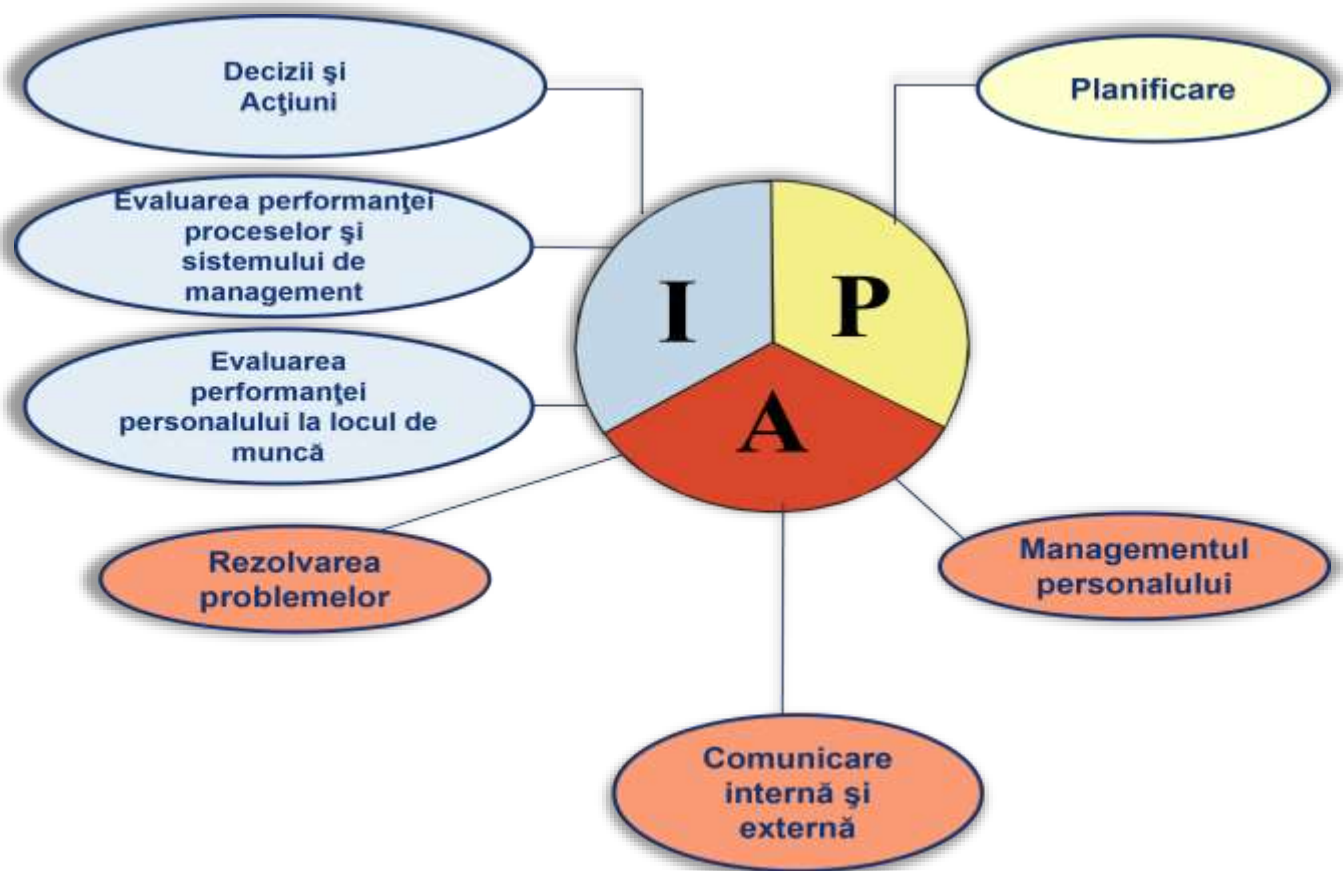 Decizii şi
Acţiuni
Planificare
Evaluarea performanţei
proceselor şi
sistemului de
management
I
P
Evaluarea
performanţei
personalului la locul de
muncă
A
Rezolvarea
problemelor
Managementul
personalului
Comunicare
internă şi
externă